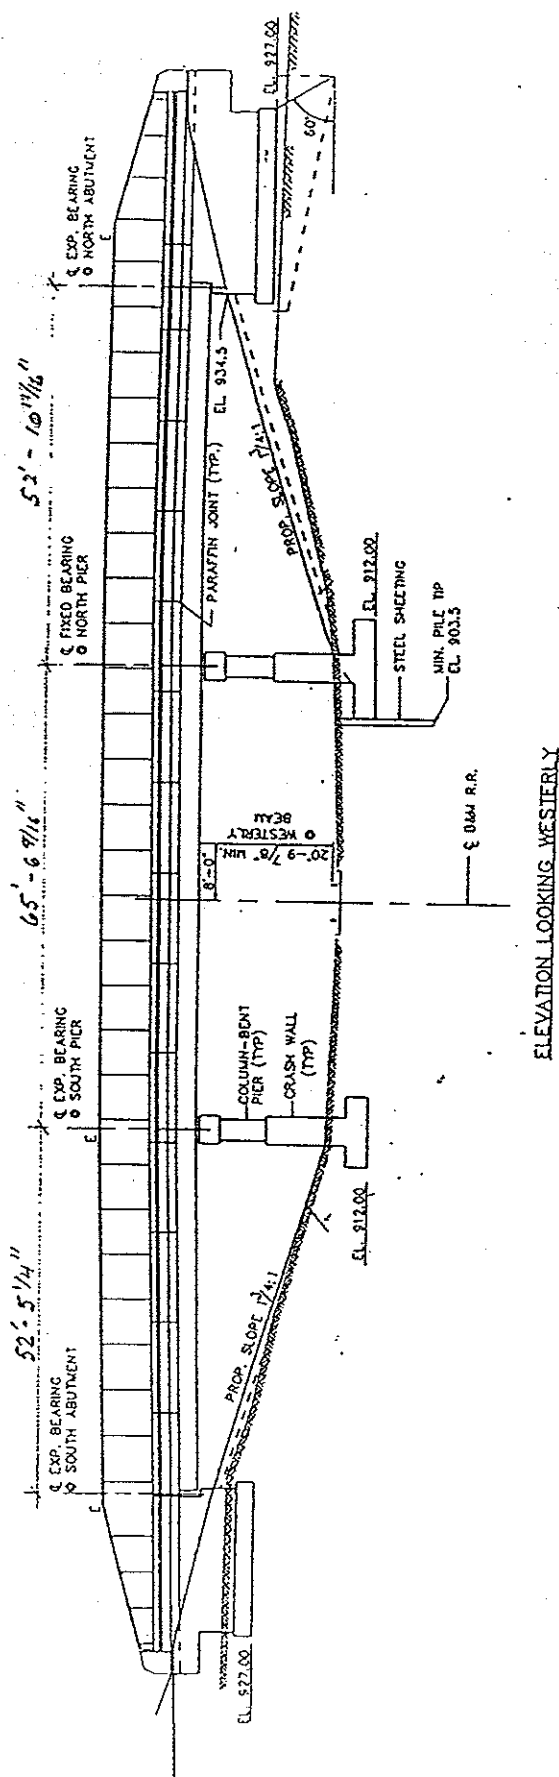 52'- 5 1/4"
65'- 6 9/16"
52'- 10 11/16"
℄ EXP. BEARING
@ SOUTH ABUTMENT
℄ EXP. BEARING
@ SOUTH PIER
℄ FIXED BEARING
@ NORTH PIER
℄ EXP. BEARING
@ NORTH ABUTMENT
E
E
E
EL. 927.00
PROP. SLOPE 1 3/4:1
EL. 912.00
COLUMN-BENT
PIER (TYP)
CRASH WALL
(TYP)
8'-0"
20'-9 7/8" MIN.
@ WESTERLY
BEAM
℄ D&H R.R.
PARAFFIN JOINT (TYP.)
EL. 934.5
PROP. SLOPE 1 3/4:1
EL. 912.00
STEEL SHEETING
MIN. PILE TIP
EL. 903.5
EL. 927.00
60°
ELEVATION LOOKING WESTERLY